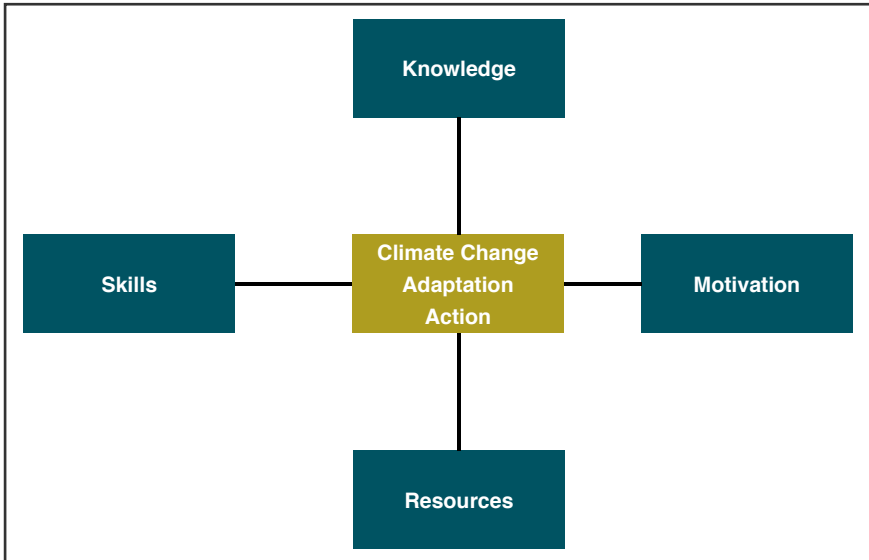 Knowledge
Skills
Climate Change
Adaptation
Action
Motivation
Resources